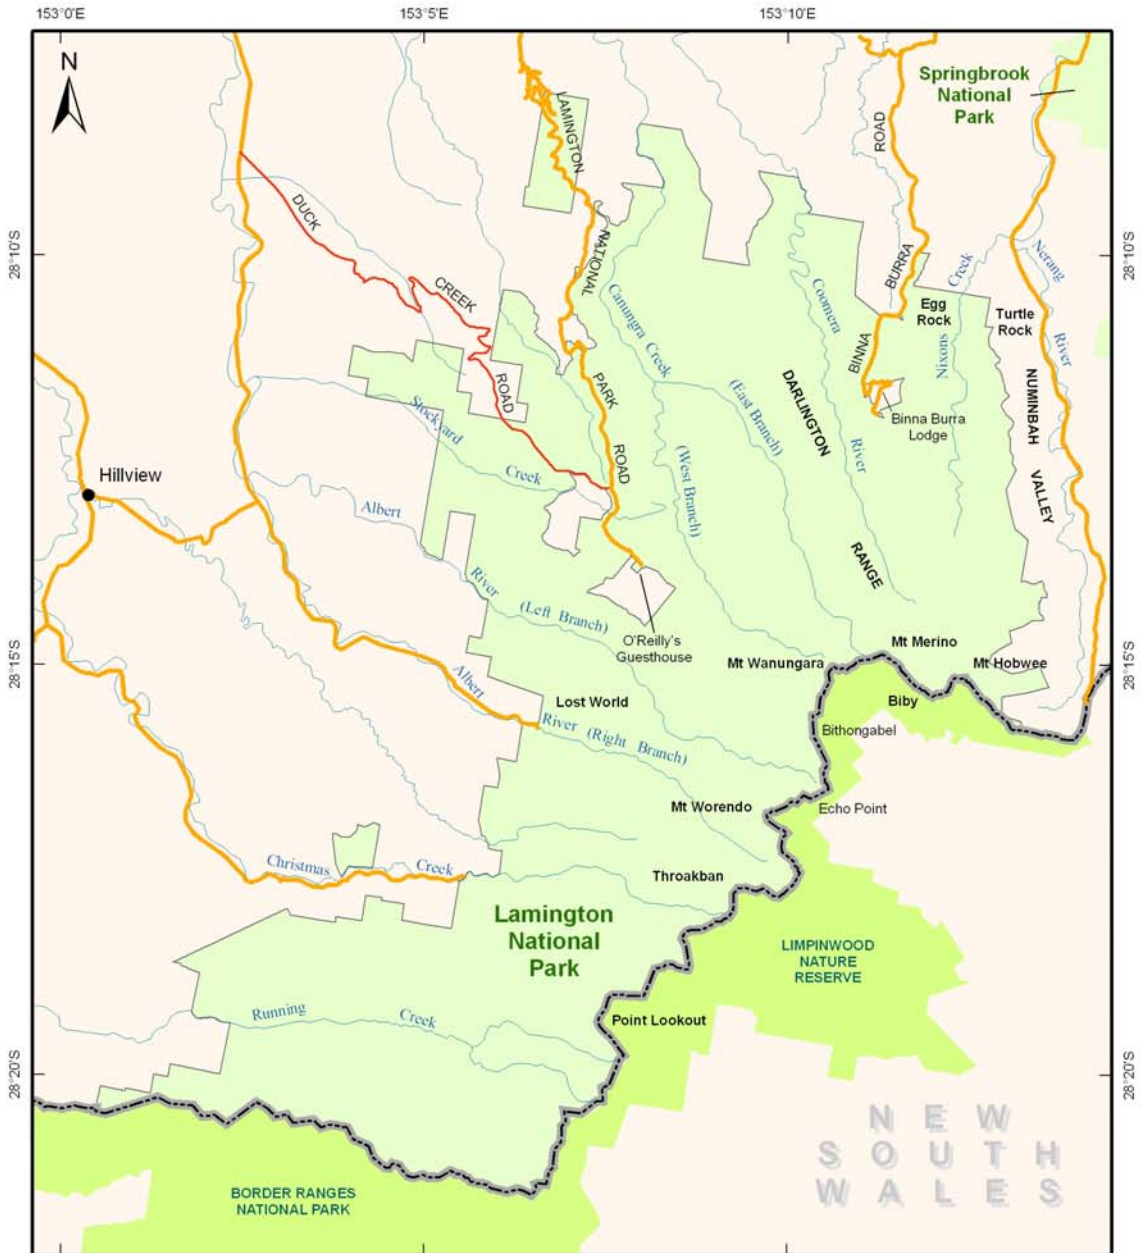 153°0'E
153°5'E
153°10'E
N
Springbrook
National
Park
LAMINGTON
ROAD
DUCK
28°10'S
NATIONAL
BURRA
Creek
Nerang
28°10'S
CREEK
Canungra Creek
Coomera
Egg
Rock
Turtle
Rock
River
BINNA
Nixons
ROAD
PARK
DARLINGTON
(East Branch)
NUMINBAH
Stockyard
Binna Burra
Lodge
Hillview
Creek
ROAD
(West Branch)
River
VALLEY
Albert
RANGE
River
(Left Branch)
O'Reilly's
Guesthouse
28°15'S
Mt Wanungara
Mt Merino
Mt Hobwee
28°15'S
Albert
Lost World
Biby
River (Right Branch)
Bithongabel
Mt Worendo
Echo Point
Christmas
Creek
Throakban
Lamington
National
Park
LIMPINWOOD
NATURE
RESERVE
Running
Creek
Point Lookout
28°20'S
28°20'S
NEW
SOUTH
WALES
BORDER RANGES
NATIONAL PARK